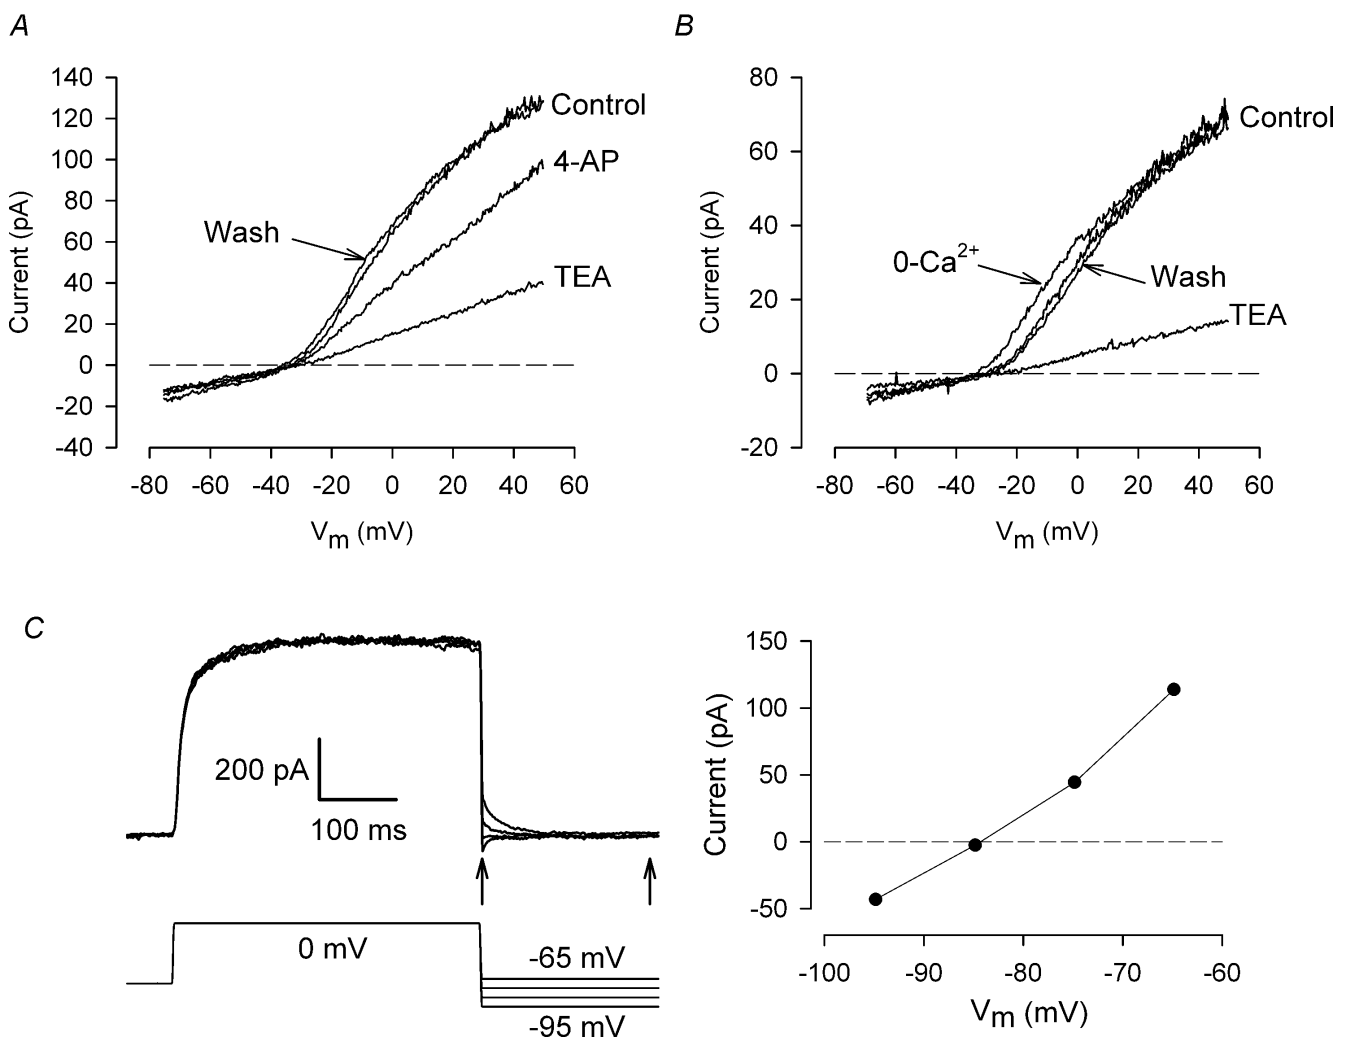 A
140
120
100
80
60
40
20
0
-20
-40
Current (pA)
Control
4-AP
Wash
TEA
-80 -60 -40 -20 0 20 40 60
Vm (mV)
B
80
60
40
20
0
-20
Current (pA)
Control
0-Ca2+
Wash
TEA
-80 -60 -40 -20 0 20 40 60
Vm (mV)
C
200 pA
100 ms
0 mV
-65 mV
-95 mV
150
100
50
0
-50
Current (pA)
-100 -90 -80 -70 -60
Vm (mV)